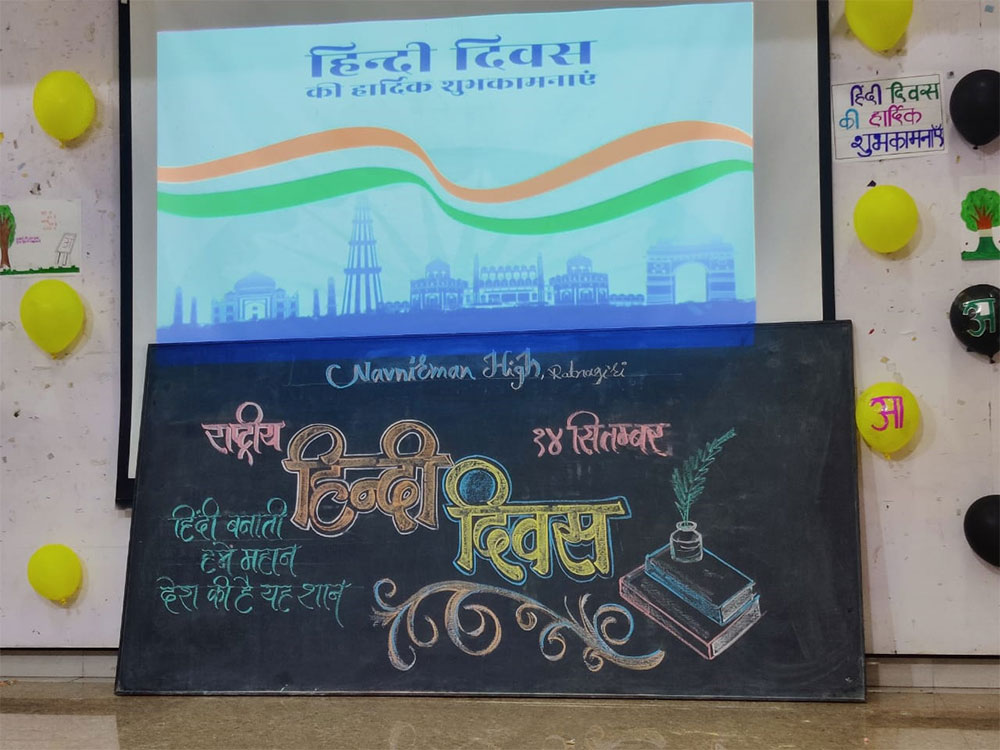 हिन्दी दिवस
की हार्दिक शुभकामनाएं
हिंदी दिवस
की हार्दिक
शुभकामनाएँ
अं
आ
Navnirman High, Ratnagiri
राष्ट्रीय
हिन्दी
दिवस
१४ सितम्बर
हिंदी बनाती
हमें महान
देश की है यह शान